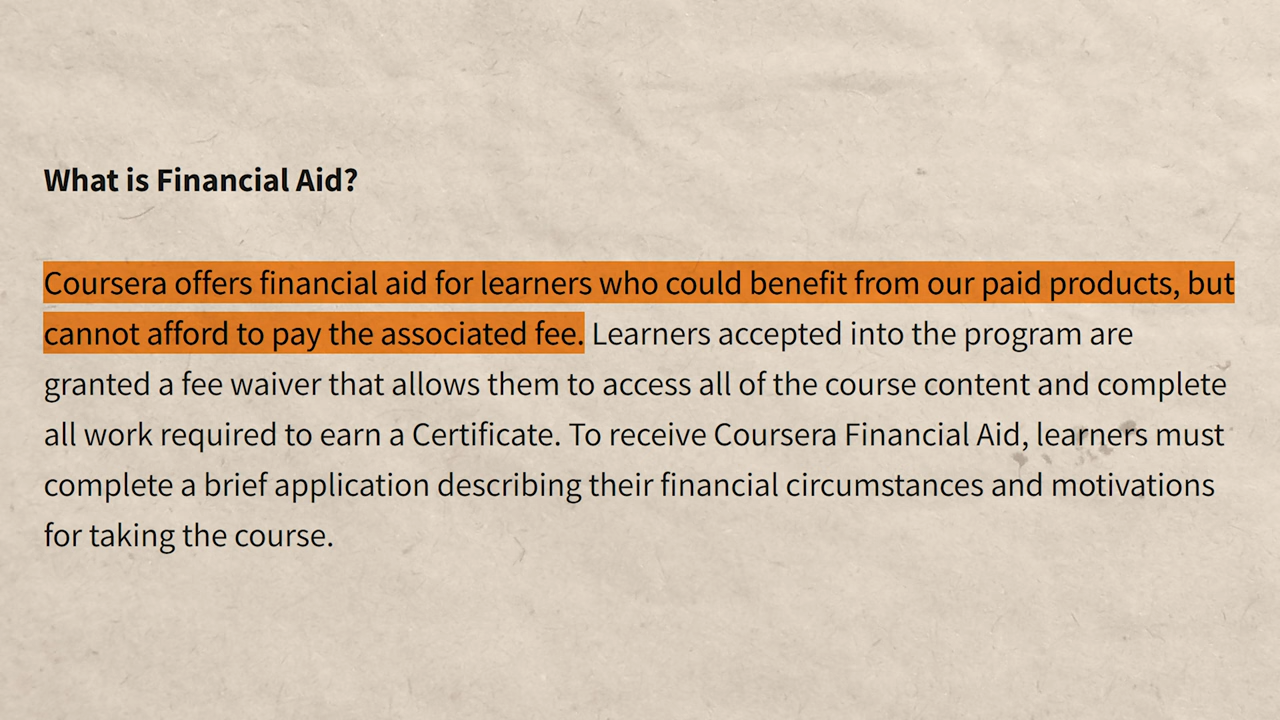 What is Financial Aid?
Coursera offers financial aid for learners who could benefit from our paid products, but
cannot afford to pay the associated fee. Learners accepted into the program are
granted a fee waiver that allows them to access all of the course content and complete
all work required to earn a Certificate. To receive Coursera Financial Aid, learners must
complete a brief application describing their financial circumstances and motivations
for taking the course.